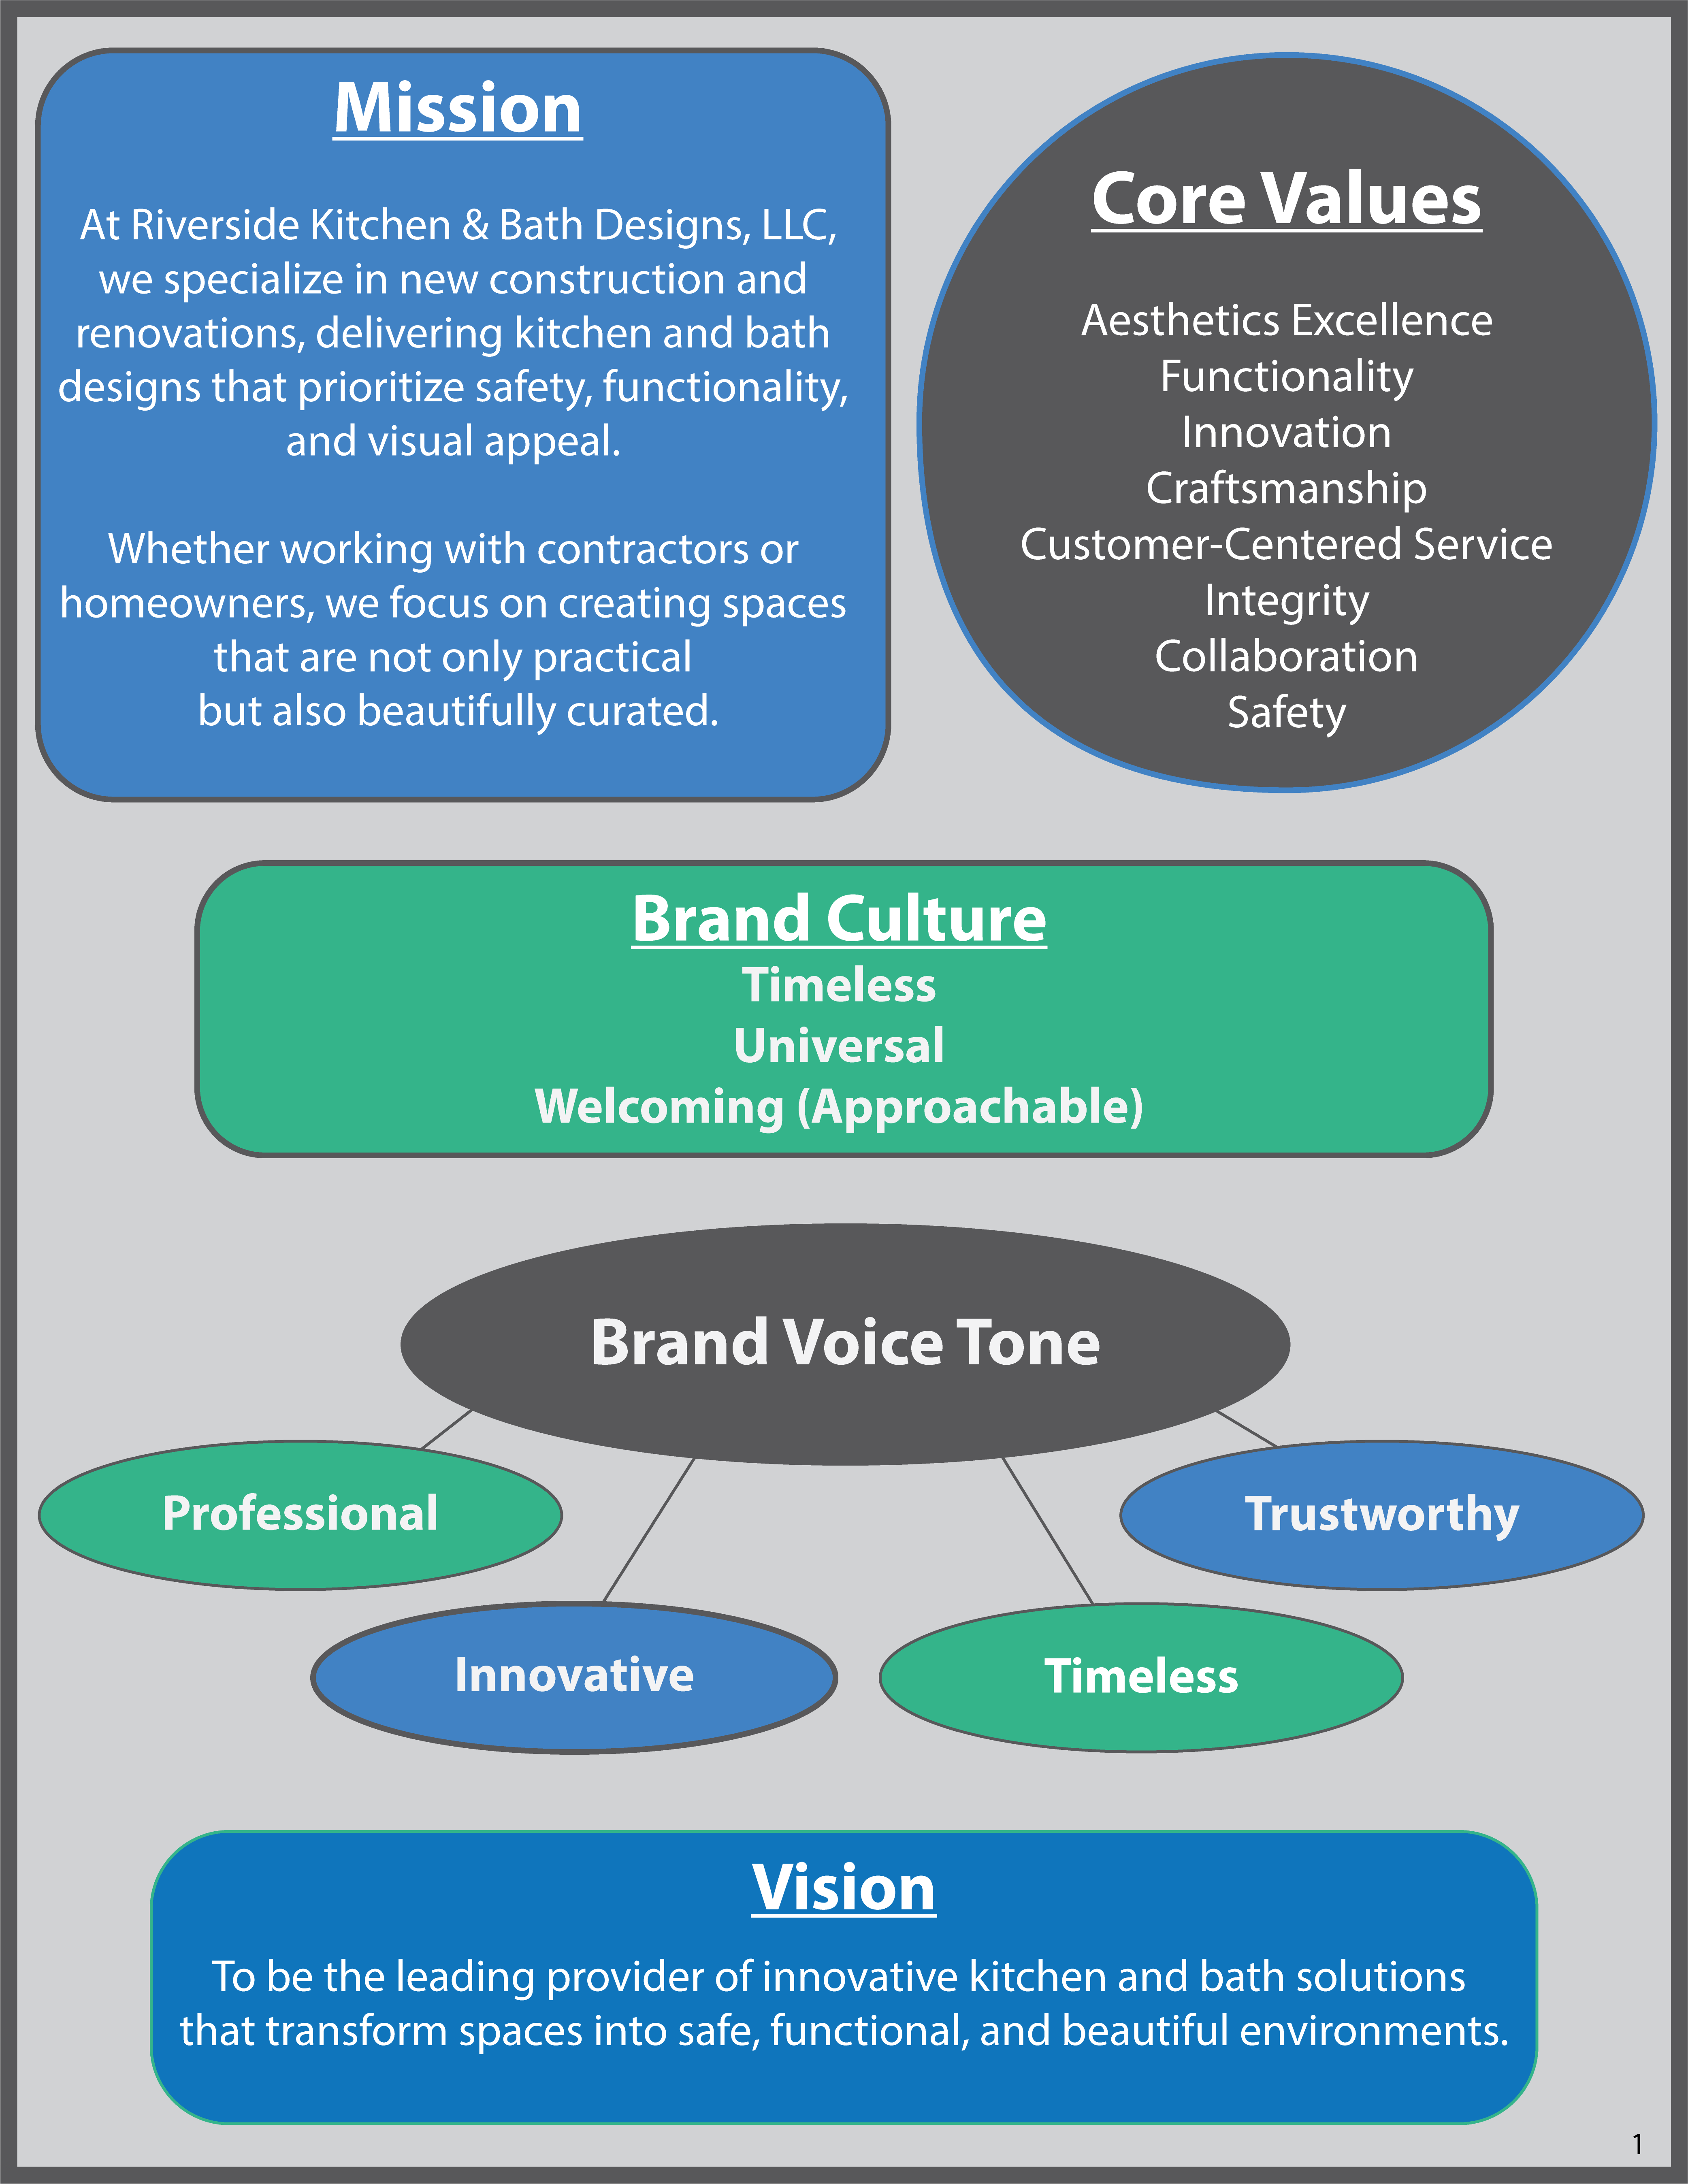 Mission
At Riverside Kitchen & Bath Designs, LLC,
we specialize in new construction and
renovations, delivering kitchen and bath
designs that prioritize safety, functionality,
and visual appeal.
Whether working with contractors or
homeowners, we focus on creating spaces
that are not only practical
but also beautifully curated.
Core Values
Aesthetics Excellence
Functionality
Innovation
Craftsmanship
Customer-Centered Service
Integrity
Collaboration
Safety
Brand Culture
Timeless
Universal
Welcoming (Approachable)
Brand Voice Tone
Professional
Trustworthy
Innovative
Timeless
Vision
To be the leading provider of innovative kitchen and bath solutions
that transform spaces into safe, functional, and beautiful environments.
1